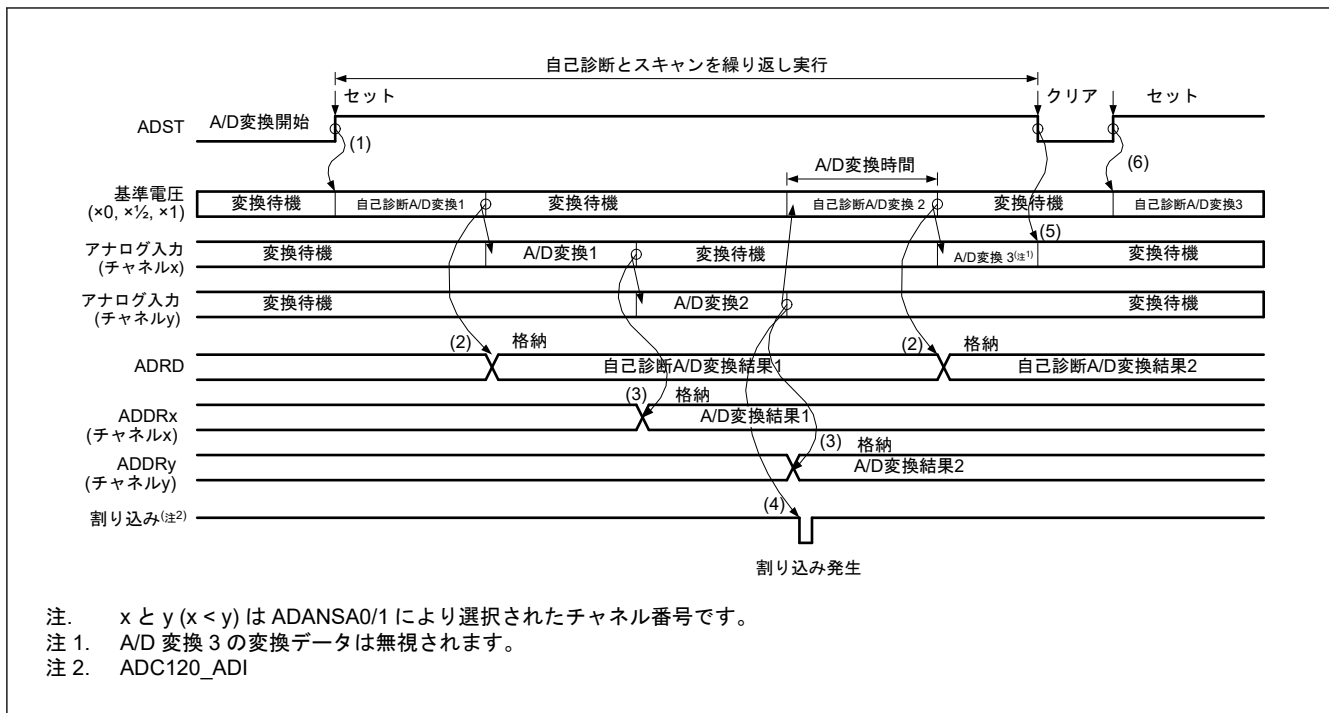 自己診断とスキャンを繰り返し実行
セット
クリア
セット
ADST
A/D変換開始
(1)
(6)
A/D変換時間
基準電圧
(×0, ×½, ×1)
変換待機
自己診断A/D変換1
変換待機
自己診断A/D変換 2
変換待機
自己診断A/D変換3
(5)
アナログ入力
(チャネルx)
変換待機
A/D変換1
変換待機
A/D変換 3(注1)
変換待機
アナログ入力
(チャネルy)
変換待機
A/D変換2
変換待機
ADRD
(2)
格納
自己診断A/D変換結果1
(2)
格納
自己診断A/D変換結果2
ADDRx
(チャネルx)
(3)
格納
A/D変換結果1
ADDRy
(チャネルy)
(3)
格納
A/D変換結果2
割り込み(注2)
(4)
割り込み発生
注. x と y (x < y) は ADANSA0/1 により選択されたチャネル番号です。
注 1. A/D 変換 3 の変換データは無視されます。
注 2. ADC120_ADI